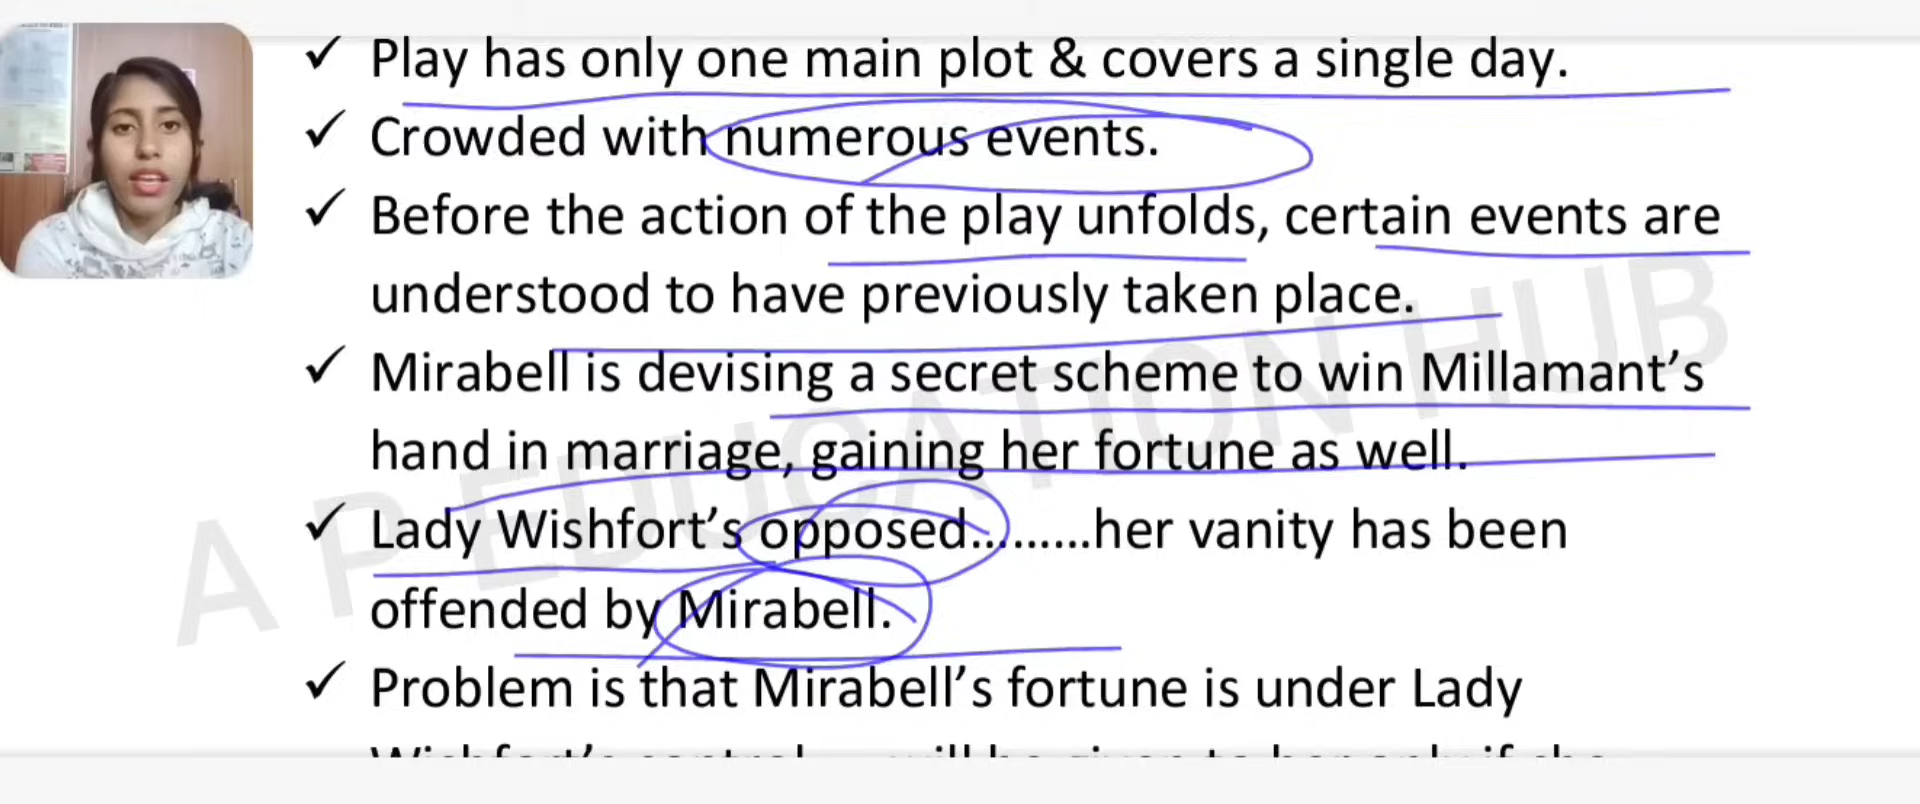 ✓ Play has only one main plot & covers a single day.
✓ Crowded with numerous events.
✓ Before the action of the play unfolds, certain events are
understood to have previously taken place.
✓ Mirabell is devising a secret scheme to win Millamant’s
hand in marriage, gaining her fortune as well.
✓ Lady Wishfort’s opposed.........her vanity has been
offended by Mirabell.
✓ Problem is that Mirabell’s fortune is under Lady
A P EDUCATION HUB